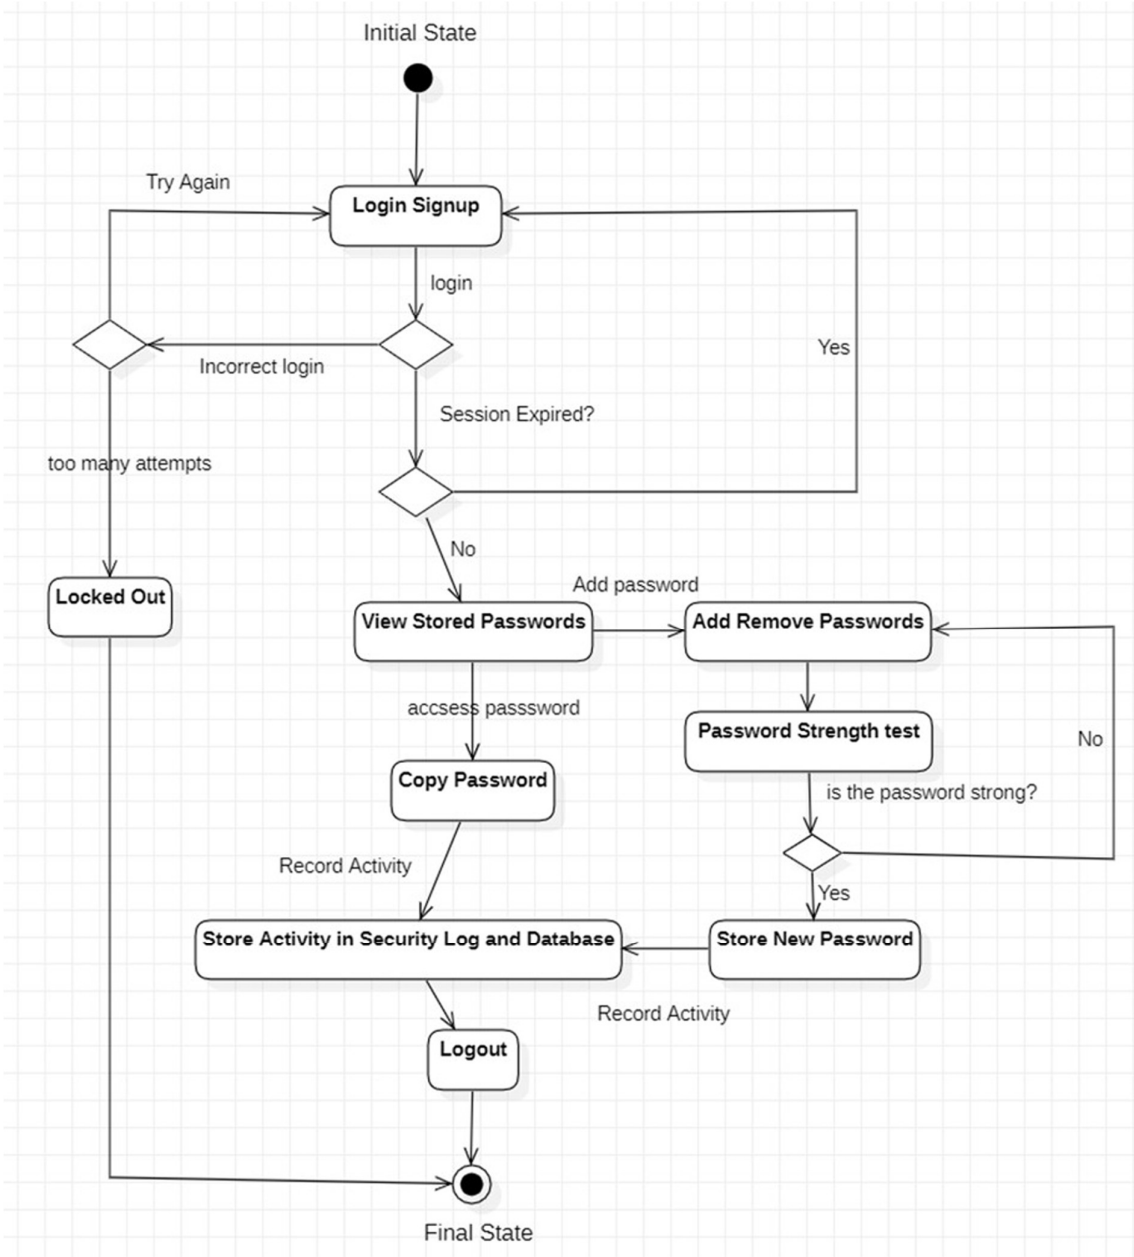 Initial State
Try Again
Login Signup
login
Yes
Incorrect login
Session Expired?
too many attempts
No
Add password
Locked Out
View Stored Passwords
Add Remove Passwords
accsess passsword
Password Strength test
No
Copy Password
is the password strong?
Record Activity
Yes
Store Activity in Security Log and Database
Store New Password
Record Activity
Logout
Final State